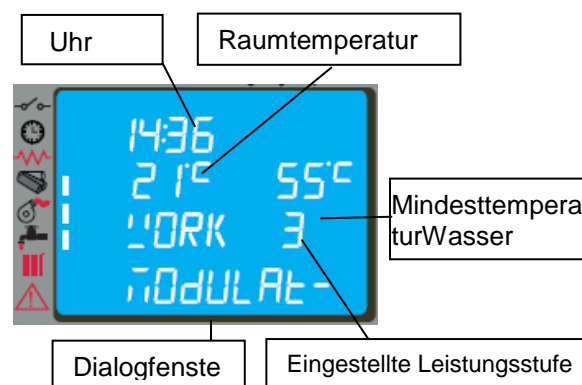 Uhr
Raumtemperatur
14:36
21°C 55°C
WORK 3
MODULAt-
Mindesttempera
turWasser
Dialogfenste
Eingestellte Leistungsstufe